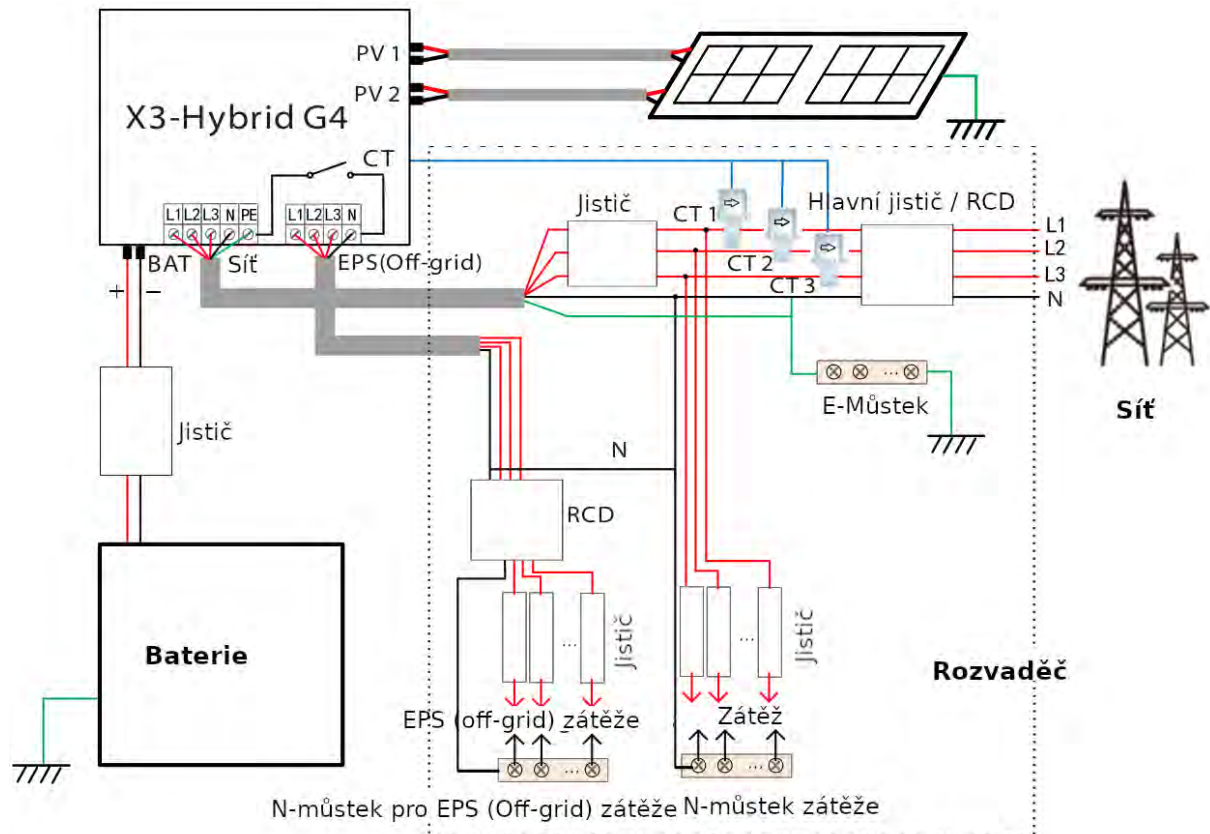 PV 1
PV 2
X3-Hybrid G4
CT
L1 L2 L3 N PE
L1 L2 L3 N
BAT
Síť
EPS(Off-grid)
+
−
Jistič
CT 1
CT 2
CT 3
Hlavní jistič / RCD
L1
L2
L3
N
...
E-Můstek
Síť
Jistič
N
RCD
Baterie
...
Jistič
...
Jistič
Rozvaděč
EPS (off-grid) zátěže
Zátěž
...
...
N-můstek pro EPS (Off-grid) zátěže
N-můstek zátěže